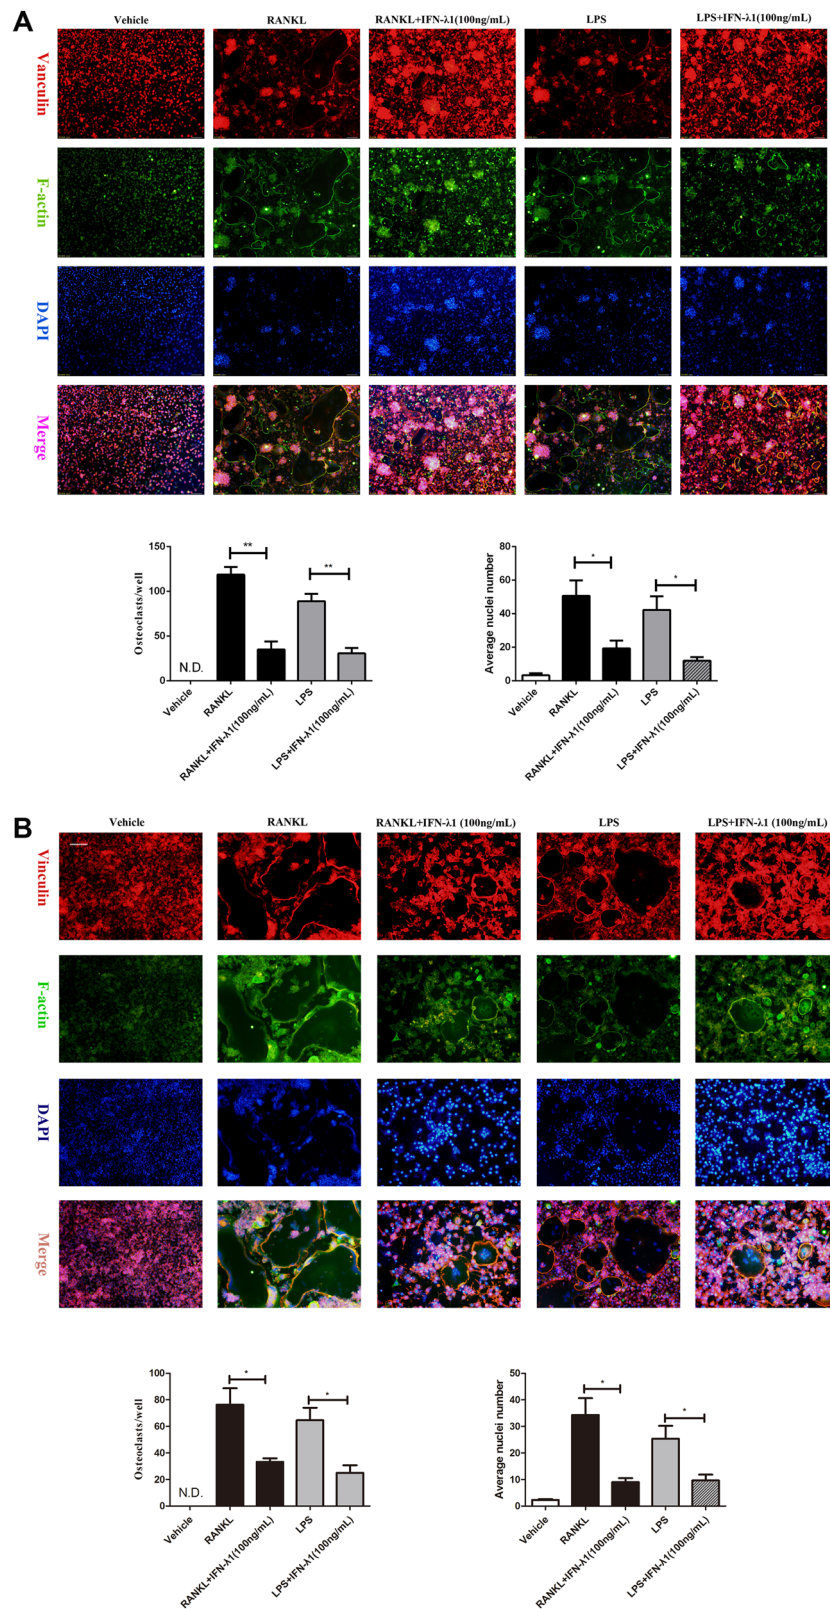 A
Vehicle RANKL RANKL+IFN-λ1(100ng/mL) LPS LPS+IFN-λ1(100ng/mL)
Vanculin
F-actin
DAPI
Merge
Osteoclasts/well
150
100
50
0
N.D.
**
**
Vehicle
RANKL
RANKL+IFN-λ1(100ng/mL)
LPS
LPS+IFN-λ1(100ng/mL)
Average nuclei number
80
60
40
20
0
*
*
Vehicle
RANKL
RANKL+IFN-λ1(100ng/mL)
LPS
LPS+IFN-λ1(100ng/mL)
B
Vehicle RANKL RANKL+IFN-λ1 (100ng/mL) LPS LPS+IFN-λ1 (100ng/mL)
Vinculin
F-actin
DAPI
Merge
Osteoclasts/well
100
80
60
40
20
0
N.D.
*
*
Vehicle
RANKL
RANKL+IFN-λ1(100ng/mL)
LPS
LPS+IFN-λ1(100ng/mL)
Average nuclei number
50
40
30
20
10
0
*
*
Vehicle
RANKL
RANKL+IFN-λ1(100ng/mL)
LPS
LPS+IFN-λ1(100ng/mL)